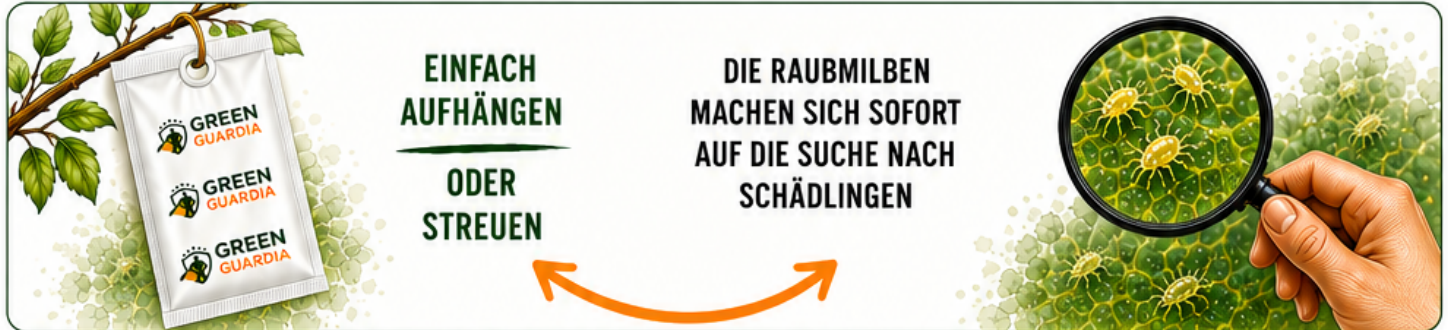 GREEN
GUARDIA
GREEN
GUARDIA
GREEN
GUARDIA
EINFACH
AUFHÄNGEN
ODER
STREUEN
DIE RAUBMILBEN
MACHEN SICH SOFORT
AUF DIE SUCHE NACH
SCHÄDLINGEN